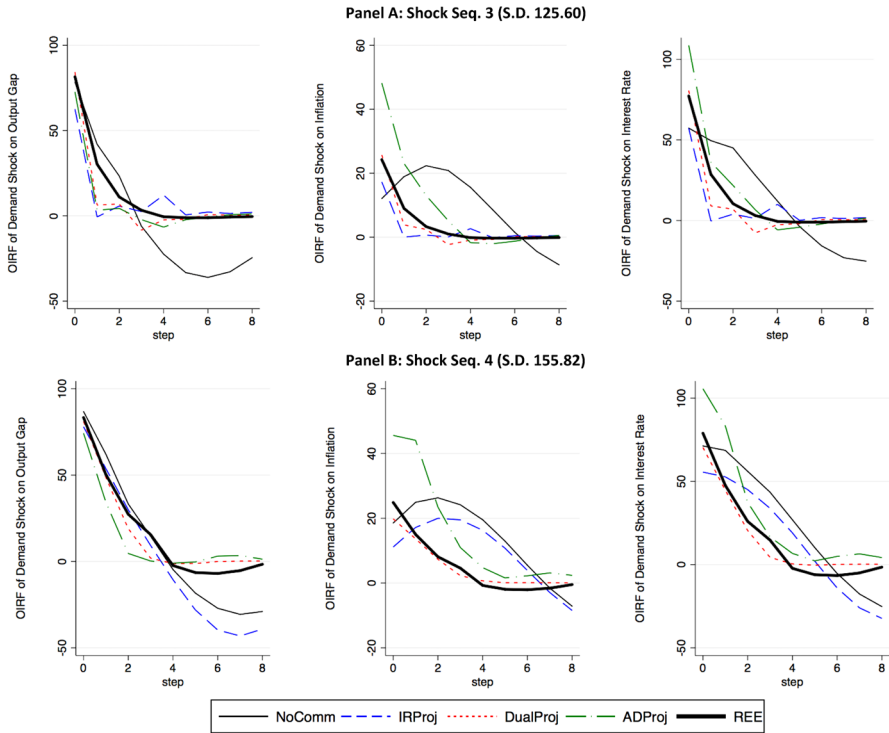 Panel A: Shock Seq. 3 (S.D. 125.60)
OIRF of Demand Shock on Output Gap
100
50
0
-50
0 2 4 6 8
step
OIRF of Demand Shock on Inflation
60
40
20
0
-20
0 2 4 6 8
step
OIRF of Demand Shock on Interest Rate
100
50
0
-50
0 2 4 6 8
step
Panel B: Shock Seq. 4 (S.D. 155.82)
OIRF of Demand Shock on Output Gap
100
50
0
-50
0 2 4 6 8
step
OIRF of Demand Shock on Inflation
60
40
20
0
-20
0 2 4 6 8
step
OIRF of Demand Shock on Interest Rate
100
50
0
-50
0 2 4 6 8
step
NoComm IRProj DualProj ADProj REE